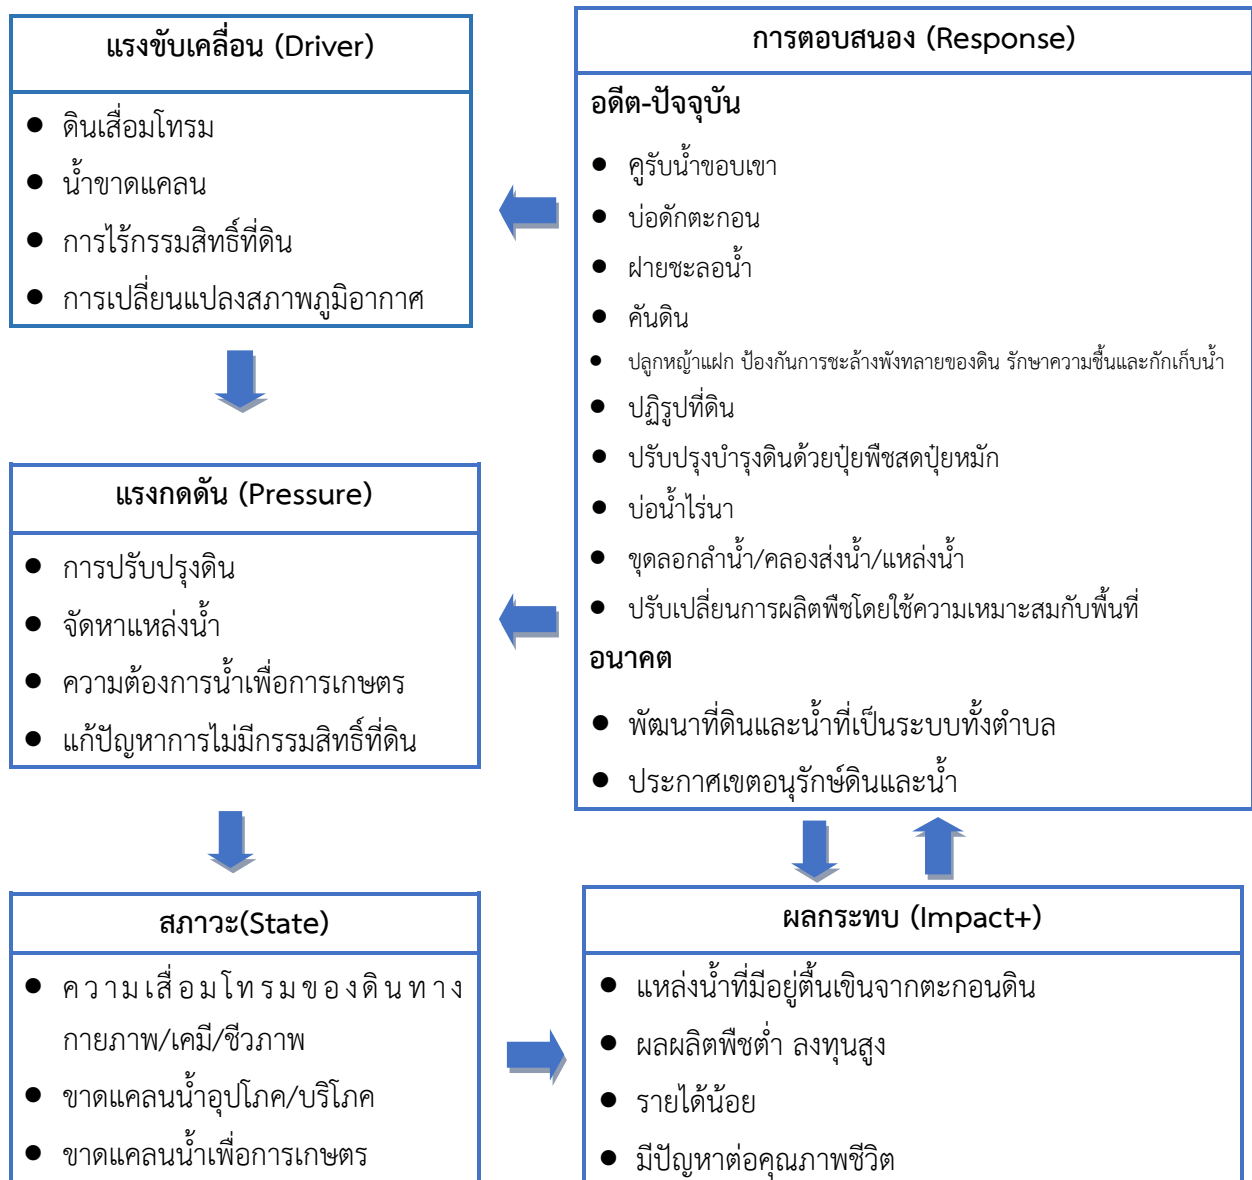 แรงขับเคลื่อน (Driver)
● ดินเสื่อมโทรม
● น้ำขาดแคลน
● การไร้กรรมสิทธิ์ที่ดิน
● การเปลี่ยนแปลงสภาพภูมิอากาศ
แรงกดดัน (Pressure)
● การปรับปรุงดิน
● จัดหาแหล่งน้ำ
● ความต้องการน้ำเพื่อการเกษตร
● แก้ปัญหาการไม่มีกรรมสิทธิ์ที่ดิน
สภาวะ(State)
● ความเสื่อมโทรมของดินทาง
กายภาพ/เคมี/ชีวภาพ
● ขาดแคลนน้ำอุปโภค/บริโภค
● ขาดแคลนน้ำเพื่อการเกษตร
การตอบสนอง (Response)
อดีต-ปัจจุบัน
● คูรับน้ำขอบเขา
● บ่อดักตะกอน
● ฝายชะลอน้ำ
● คันดิน
● ปลูกหญ้าแฝก ป้องกันการชะล้างพังทลายของดิน รักษาความชื้นและกักเก็บน้ำ
● ปฏิรูปที่ดิน
● ปรับปรุงบำรุงดินด้วยปุ๋ยพืชสดปุ๋ยหมัก
● บ่อน้ำไร่นา
● ขุดลอกลำน้ำ/คลองส่งน้ำ/แหล่งน้ำ
● ปรับเปลี่ยนการผลิตพืชโดยใช้ความเหมาะสมกับพื้นที่
อนาคต
● พัฒนาที่ดินและน้ำที่เป็นระบบทั้งตำบล
● ประกาศเขตอนุรักษ์ดินและน้ำ
ผลกระทบ (Impact+)
● แหล่งน้ำที่มีอยู่ตื้นเขินจากตะกอนดิน
● ผลผลิตพืชต่ำ ลงทุนสูง
● รายได้น้อย
● มีปัญหาต่อคุณภาพชีวิต